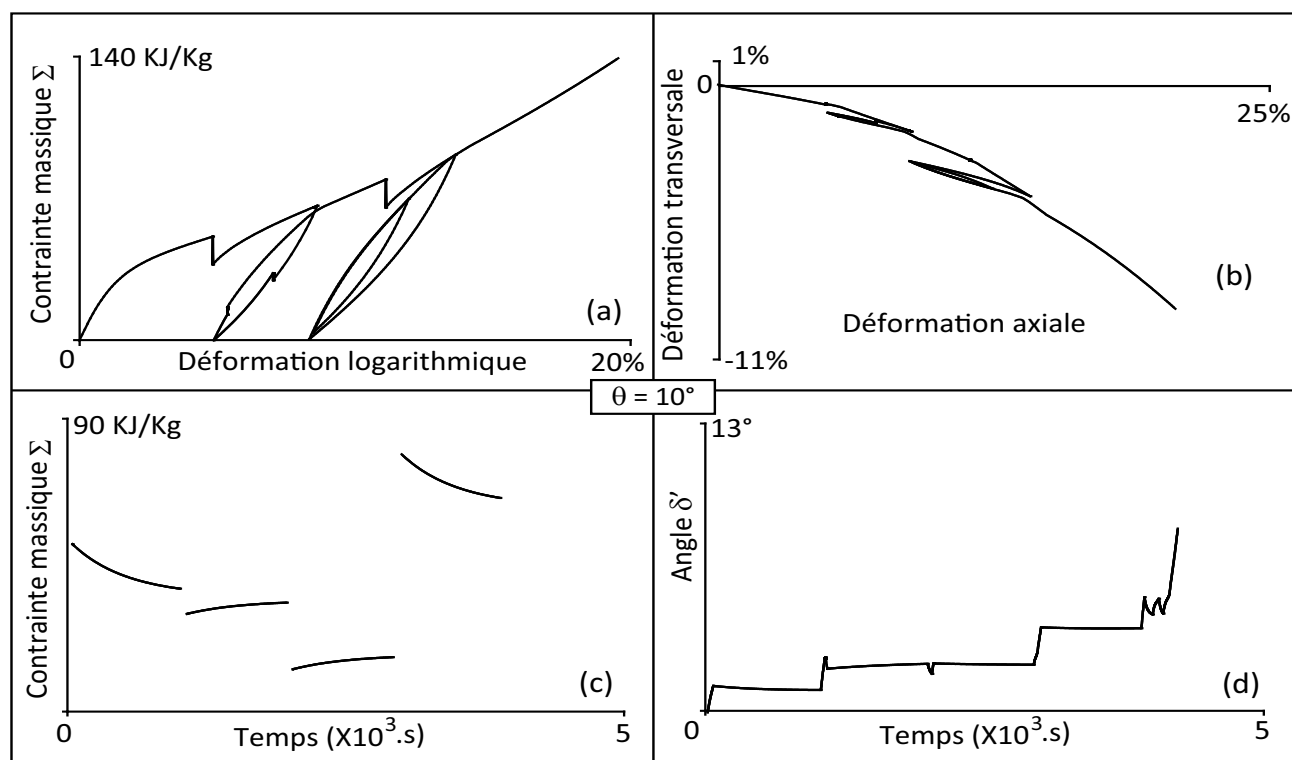 140 KJ/Kg
Contrainte massique Σ
(a)
0
Déformation logarithmique
20%
1%
0
Déformation transversale
25%
(b)
Déformation axiale
-11%
θ = 10°
90 KJ/Kg
Contrainte massique Σ
(c)
0
Temps (X10³.s)
5
13°
Angle δ'
(d)
0
Temps (X10³.s)
5